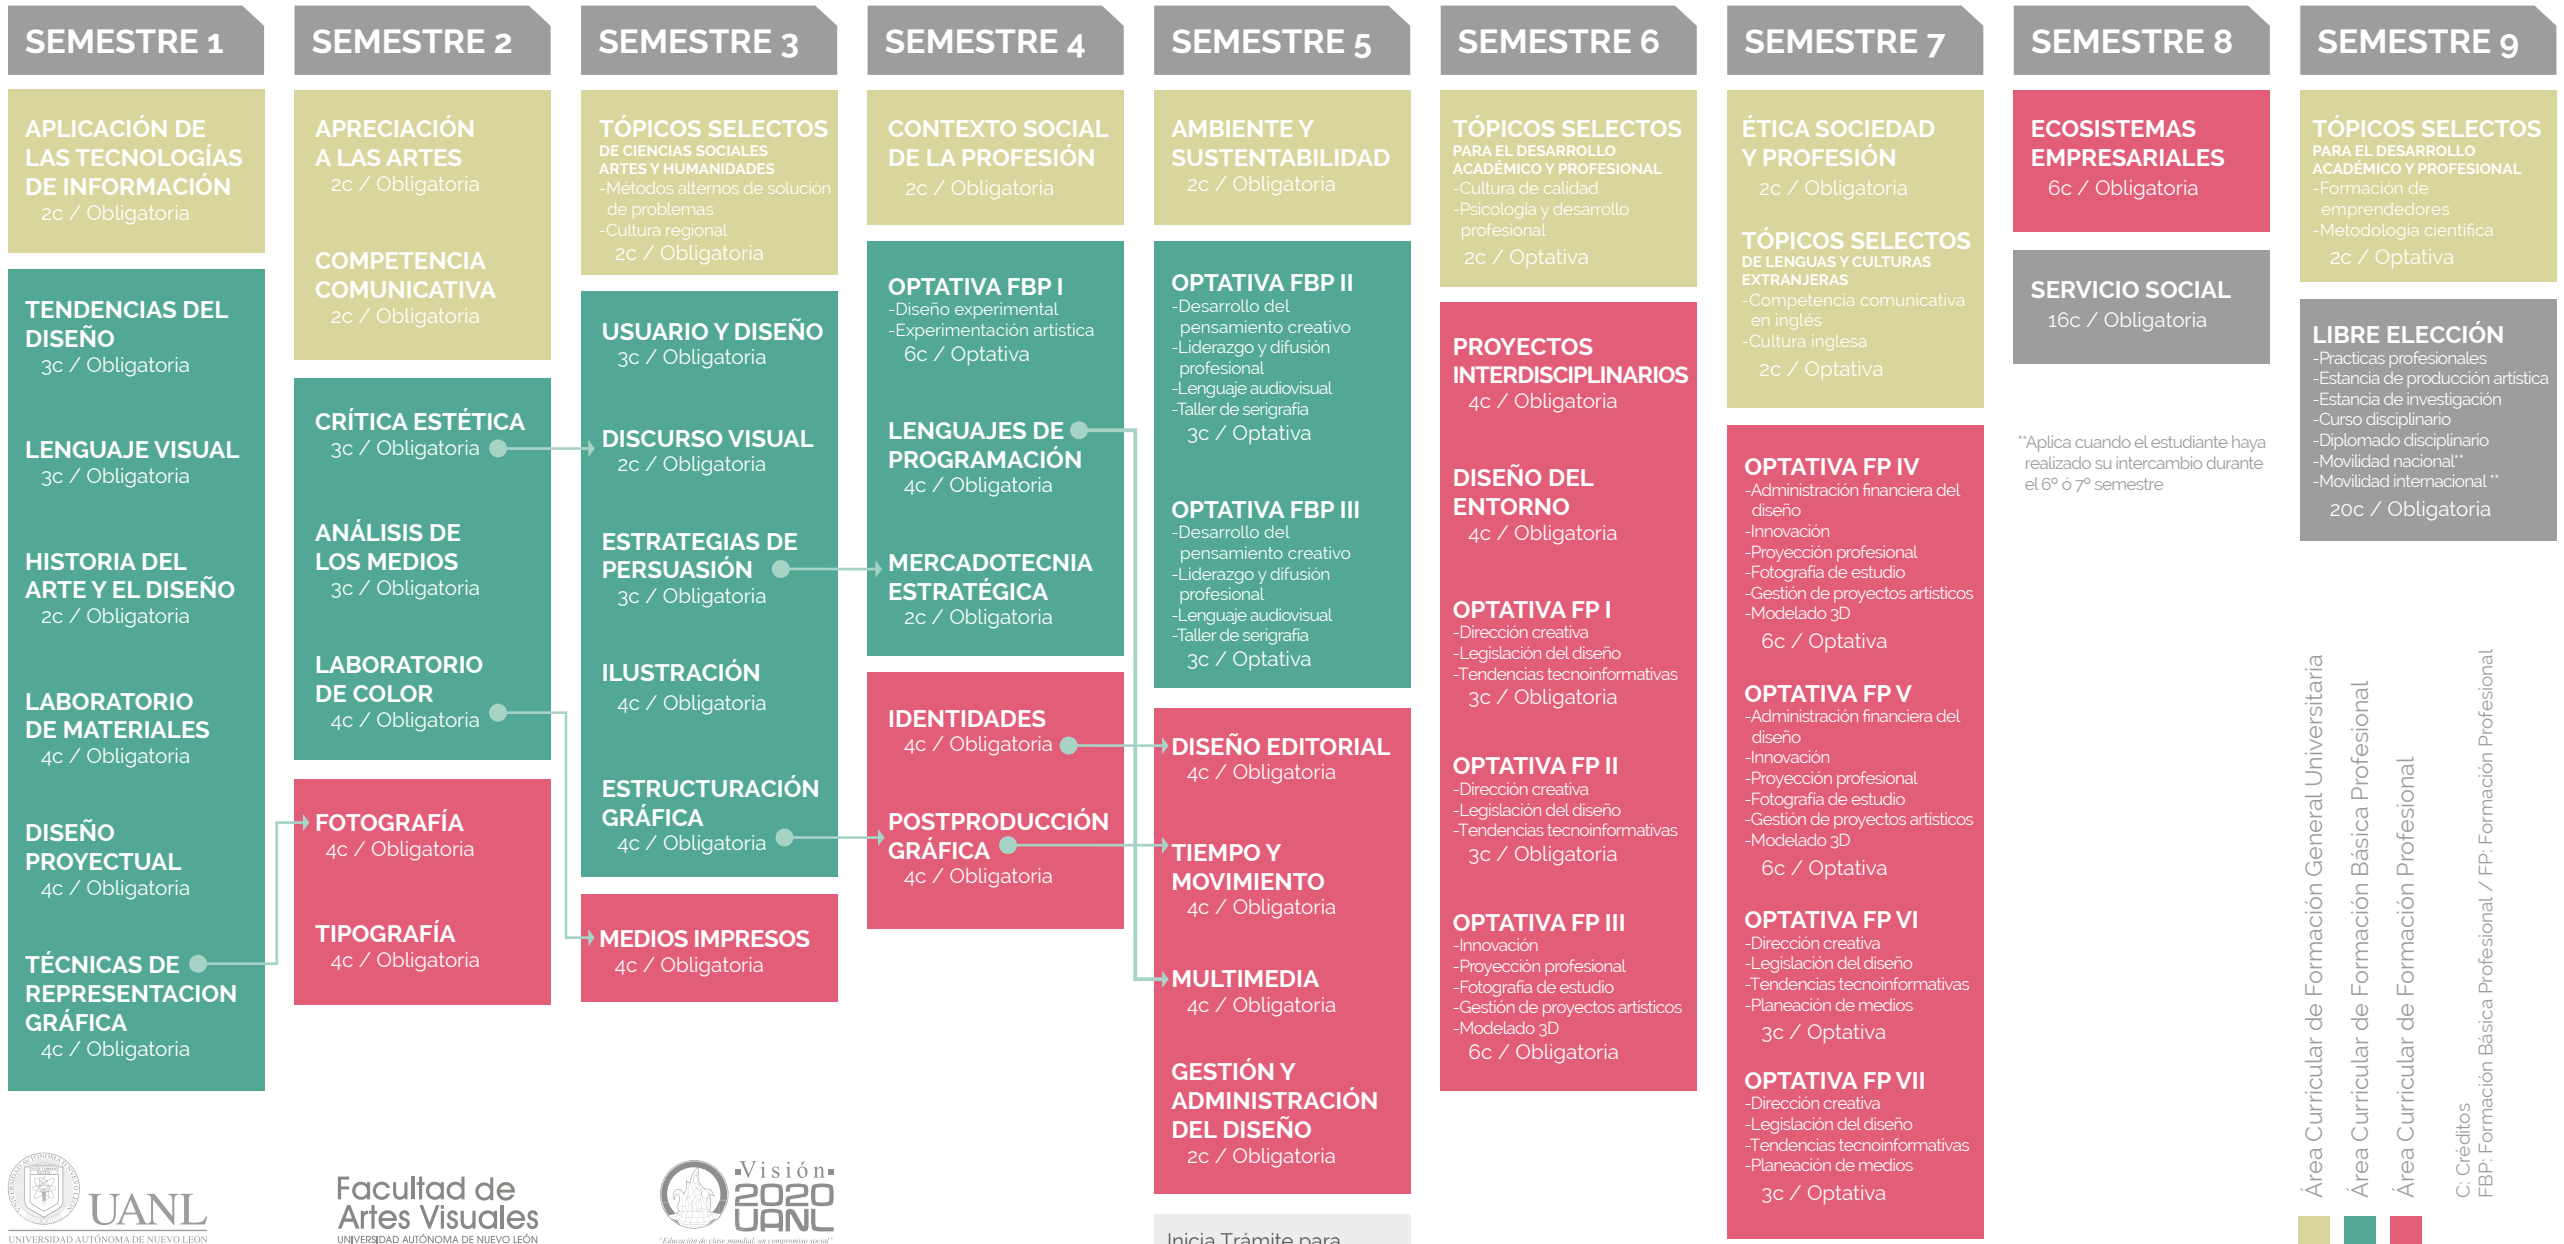 SEMESTRE 1
APLICACIÓN DE
LAS TECNOLOGÍAS
DE INFORMACIÓN
2c / Obligatoria
TENDENCIAS DEL
DISEÑO
3c / Obligatoria
LENGUAJE VISUAL
3c / Obligatoria
HISTORIA DEL
ARTE Y EL DISEÑO
2c / Obligatoria
LABORATORIO
DE MATERIALES
4c / Obligatoria
DISEÑO
PROYECTUAL
4c / Obligatoria
TÉCNICAS DE
REPRESENTACION
GRÁFICA
4c / Obligatoria
SEMESTRE 2
APRECIACIÓN
A LAS ARTES
2c / Obligatoria
COMPETENCIA
COMUNICATIVA
2c / Obligatoria
CRÍTICA ESTÉTICA
3c / Obligatoria
ANÁLISIS DE
LOS MEDIOS
3c / Obligatoria
LABORATORIO
DE COLOR
4c / Obligatoria
FOTOGRAFÍA
4c / Obligatoria
TIPOGRAFÍA
4c / Obligatoria
SEMESTRE 3
TÓPICOS SELECTOS
DE CIENCIAS SOCIALES
ARTES Y HUMANIDADES
-Métodos alternos de solución
de problemas
-Cultura regional
2c / Obligatoria
USUARIO Y DISEÑO
3c / Obligatoria
DISCURSO VISUAL
2c / Obligatoria
ESTRATEGIAS DE
PERSUASIÓN
3c / Obligatoria
ILUSTRACIÓN
4c / Obligatoria
ESTRUCTURACIÓN
GRÁFICA
4c / Obligatoria
MEDIOS IMPRESOS
4c / Obligatoria
SEMESTRE 4
CONTEXTO SOCIAL
DE LA PROFESIÓN
2c / Obligatoria
OPTATIVA FBP I
-Diseño experimental
-Experimentación artística
6c / Optativa
LENGUAJES DE
PROGRAMACIÓN
4c / Obligatoria
MERCADOTECNIA
ESTRATÉGICA
2c / Obligatoria
IDENTIDADES
4c / Obligatoria
POSTPRODUCCIÓN
GRÁFICA
4c / Obligatoria
SEMESTRE 5
AMBIENTE Y
SUSTENTABILIDAD
2c / Obligatoria
OPTATIVA FBP II
-Desarrollo del
pensamiento creativo
-Liderazgo y difusión
profesional
-Lenguaje audiovisual
-Taller de serigrafía
3c / Optativa
OPTATIVA FBP III
-Desarrollo del
pensamiento creativo
-Liderazgo y difusión
profesional
-Lenguaje audiovisual
-Taller de serigrafía
3c / Optativa
DISEÑO EDITORIAL
4c / Obligatoria
TIEMPO Y
MOVIMIENTO
4c / Obligatoria
MULTIMEDIA
4c / Obligatoria
GESTIÓN Y
ADMINISTRACIÓN
DEL DISEÑO
2c / Obligatoria
Inicia Trámite para
SEMESTRE 6
TÓPICOS SELECTOS
PARA EL DESARROLLO
ACADÉMICO Y PROFESIONAL
-Cultura de calidad
-Psicologia y desarrollo
profesional
2c / Optativa
PROYECTOS
INTERDISCIPLINARIOS
4c / Obligatoria
DISEÑO DEL
ENTORNO
4c / Obligatoria
OPTATIVA FP I
-Dirección creativa
-Legislación del diseño
-Tendencias tecnoinformativas
3c / Obligatoria
OPTATIVA FP II
-Dirección creativa
-Legislación del diseño
-Tendencias tecnoinformativas
3c / Obligatoria
OPTATIVA FP III
-Innovación
-Proyección profesional
-Fotografía de estudio
-Gestión de proyectos artísticos
-Modelado 3D
6c / Obligatoria
SEMESTRE 7
ÉTICA SOCIEDAD
Y PROFESIÓN
2c / Obligatoria
TÓPICOS SELECTOS
DE LENGUAS Y CULTURAS
EXTRANJERAS
-Competencia comunicativa
en inglés
-Cultura inglesa
2c / Optativa
OPTATIVA FP IV
-Administración financiera del
diseño
-Innovación
-Proyección profesional
-Fotografía de estudio
-Gestión de proyectos artísticos
-Modelado 3D
6c / Optativa
OPTATIVA FP V
-Administración financiera del
diseño
-Innovación
-Proyección profesional
-Fotografía de estudio
-Gestión de proyectos artísticos
-Modelado 3D
6c / Optativa
OPTATIVA FP VI
-Dirección creativa
-Legislación del diseño
-Tendencias tecnoinformativas
-Planeación de medios
3c / Optativa
OPTATIVA FP VII
-Dirección creativa
-Legislación del diseño
-Tendencias tecnoinformativas
-Planeación de medios
3c / Optativa
SEMESTRE 8
ECOSISTEMAS
EMPRESARIALES
6c / Obligatoria
SERVICIO SOCIAL
16c / Obligatoria
**Aplica cuando el estudiante haya
realizado su intercambio durante
el 6º ó 7º semestre
SEMESTRE 9
TÓPICOS SELECTOS
PARA EL DESARROLLO
ACADÉMICO Y PROFESIONAL
-Formación de
emprendedores
-Metodología científica
2c / Optativa
LIBRE ELECCIÓN
-Practicas profesionales
-Estancia de producción artística
-Estancia de investigación
-Curso disciplinario
-Diplomado disciplinario
-Movilidad nacional**
-Movilidad internacional **
20c / Obligatoria
Área Curricular de Formación General Universitaria
Área Curricular de Formación Básica Profesional
Área Curricular de Formación Profesional
C: Créditos
FBP: Formación Básica Profesional / FP: Formación Profesional
UANL
UNIVERSIDAD AUTÓNOMA DE NUEVO LEÓN
Facultad de
Artes Visuales
UNIVERSIDAD AUTÓNOMA DE NUEVO LEÓN
Visión
2020
UANL
"Educación de clase mundial, un compromiso social"